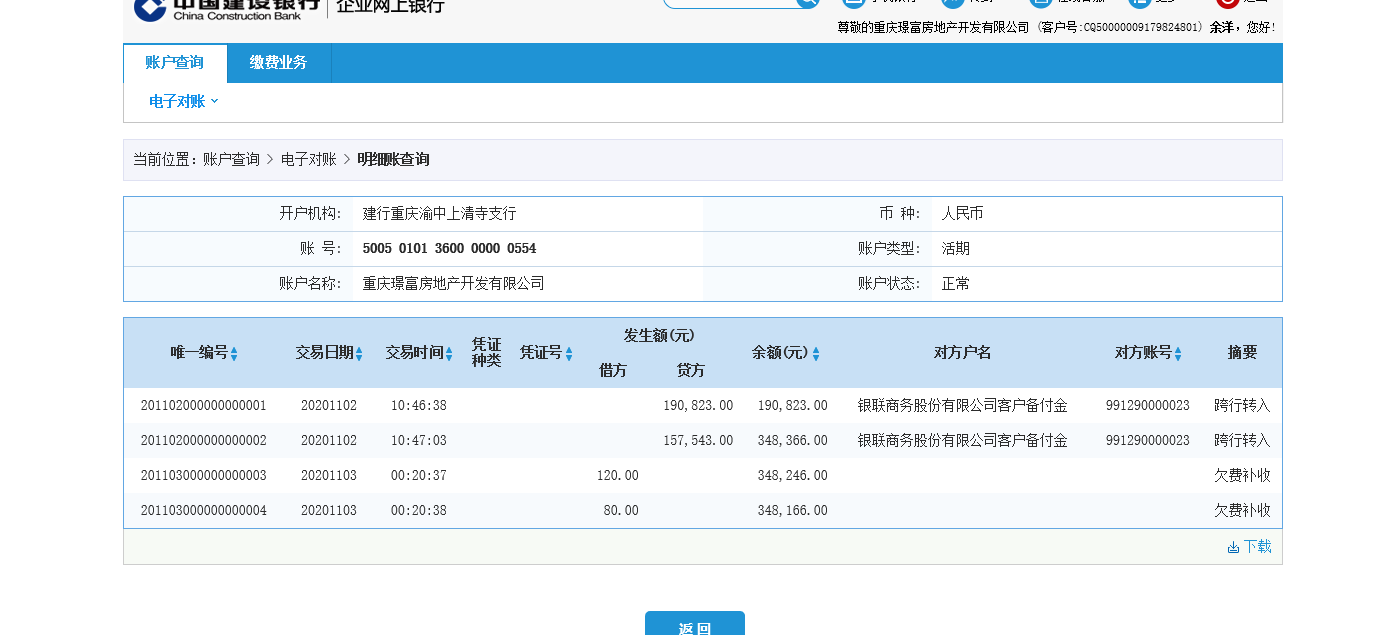 中国建设银行 企业网上银行
China Construction Bank
尊敬的重庆璟富房地产开发有限公司 (客户号:CQ50000009179824801) 余洋，您好!
账户查询 缴费业务
电子对账
当前位置: 账户查询 > 电子对账 > 明细账查询
开户机构: 建行重庆渝中上清寺支行 币 种: 人民币
账 号: 5005 0101 3600 0000 0554 账户类型: 活期
账户名称: 重庆璟富房地产开发有限公司 账户状态: 正常
唯一编号 交易日期 交易时间 凭证种类 凭证号 发生额(元) 余额(元) 对方户名 对方账号 摘要
借方 贷方
201102000000000001 20201102 10:46:38 190,823.00 190,823.00 银联商务股份有限公司客户备付金 991290000023 跨行转入
201102000000000002 20201102 10:47:03 157,543.00 348,366.00 银联商务股份有限公司客户备付金 991290000023 跨行转入
201103000000000003 20201103 00:20:37 120.00 348,246.00 欠费补收
201103000000000004 20201103 00:20:38 80.00 348,166.00 欠费补收
下载
返回